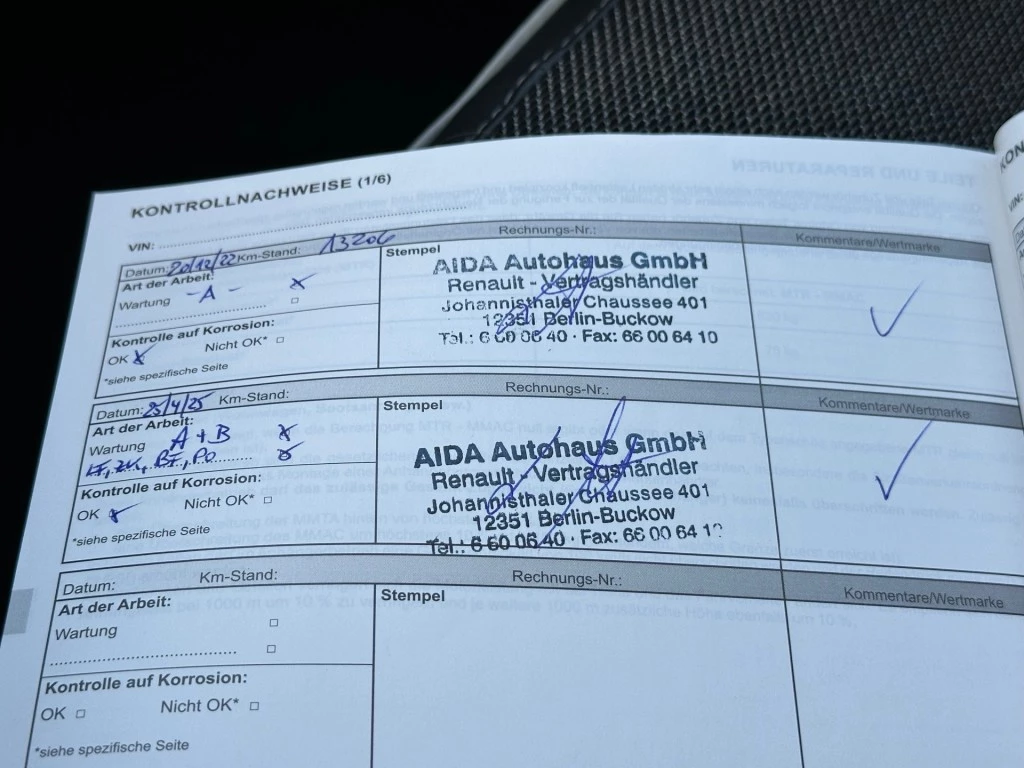 KONTROLLNACHWEISE (1/6)
VIN:
Datum: 20/12/22 Km-Stand: 13206 Rechnungs-Nr.: Kommentare/Wertmarke
Art der Arbeit:
Wartung - A - X
Kontrolle auf Korrosion:
OK X Nicht OK* □
*siehe spezifische Seite
Stempel
AIDA Autohaus GmbH
Renault - Vertragshändler
Johannisthaler Chaussee 401
12351 Berlin-Buckow
Tel.: 6 60 06 40 · Fax: 66 00 64 10
Datum: 25/4/25 Km-Stand: Rechnungs-Nr.: Kommentare/Wertmarke
Art der Arbeit:
Wartung A + B X
BF, PO
Kontrolle auf Korrosion:
OK X Nicht OK* □
*siehe spezifische Seite
Stempel
AIDA Autohaus GmbH
Renault - Vertragshändler
Johannisthaler Chaussee 401
12351 Berlin-Buckow
Tel.: 6 60 06 40 · Fax: 66 00 64 1
Datum: Km-Stand: Rechnungs-Nr.: Kommentare/Wertmarke
Art der Arbeit:
Wartung □
□
Kontrolle auf Korrosion:
OK □ Nicht OK* □
*siehe spezifische Seite
Stempel
KON
VIN: